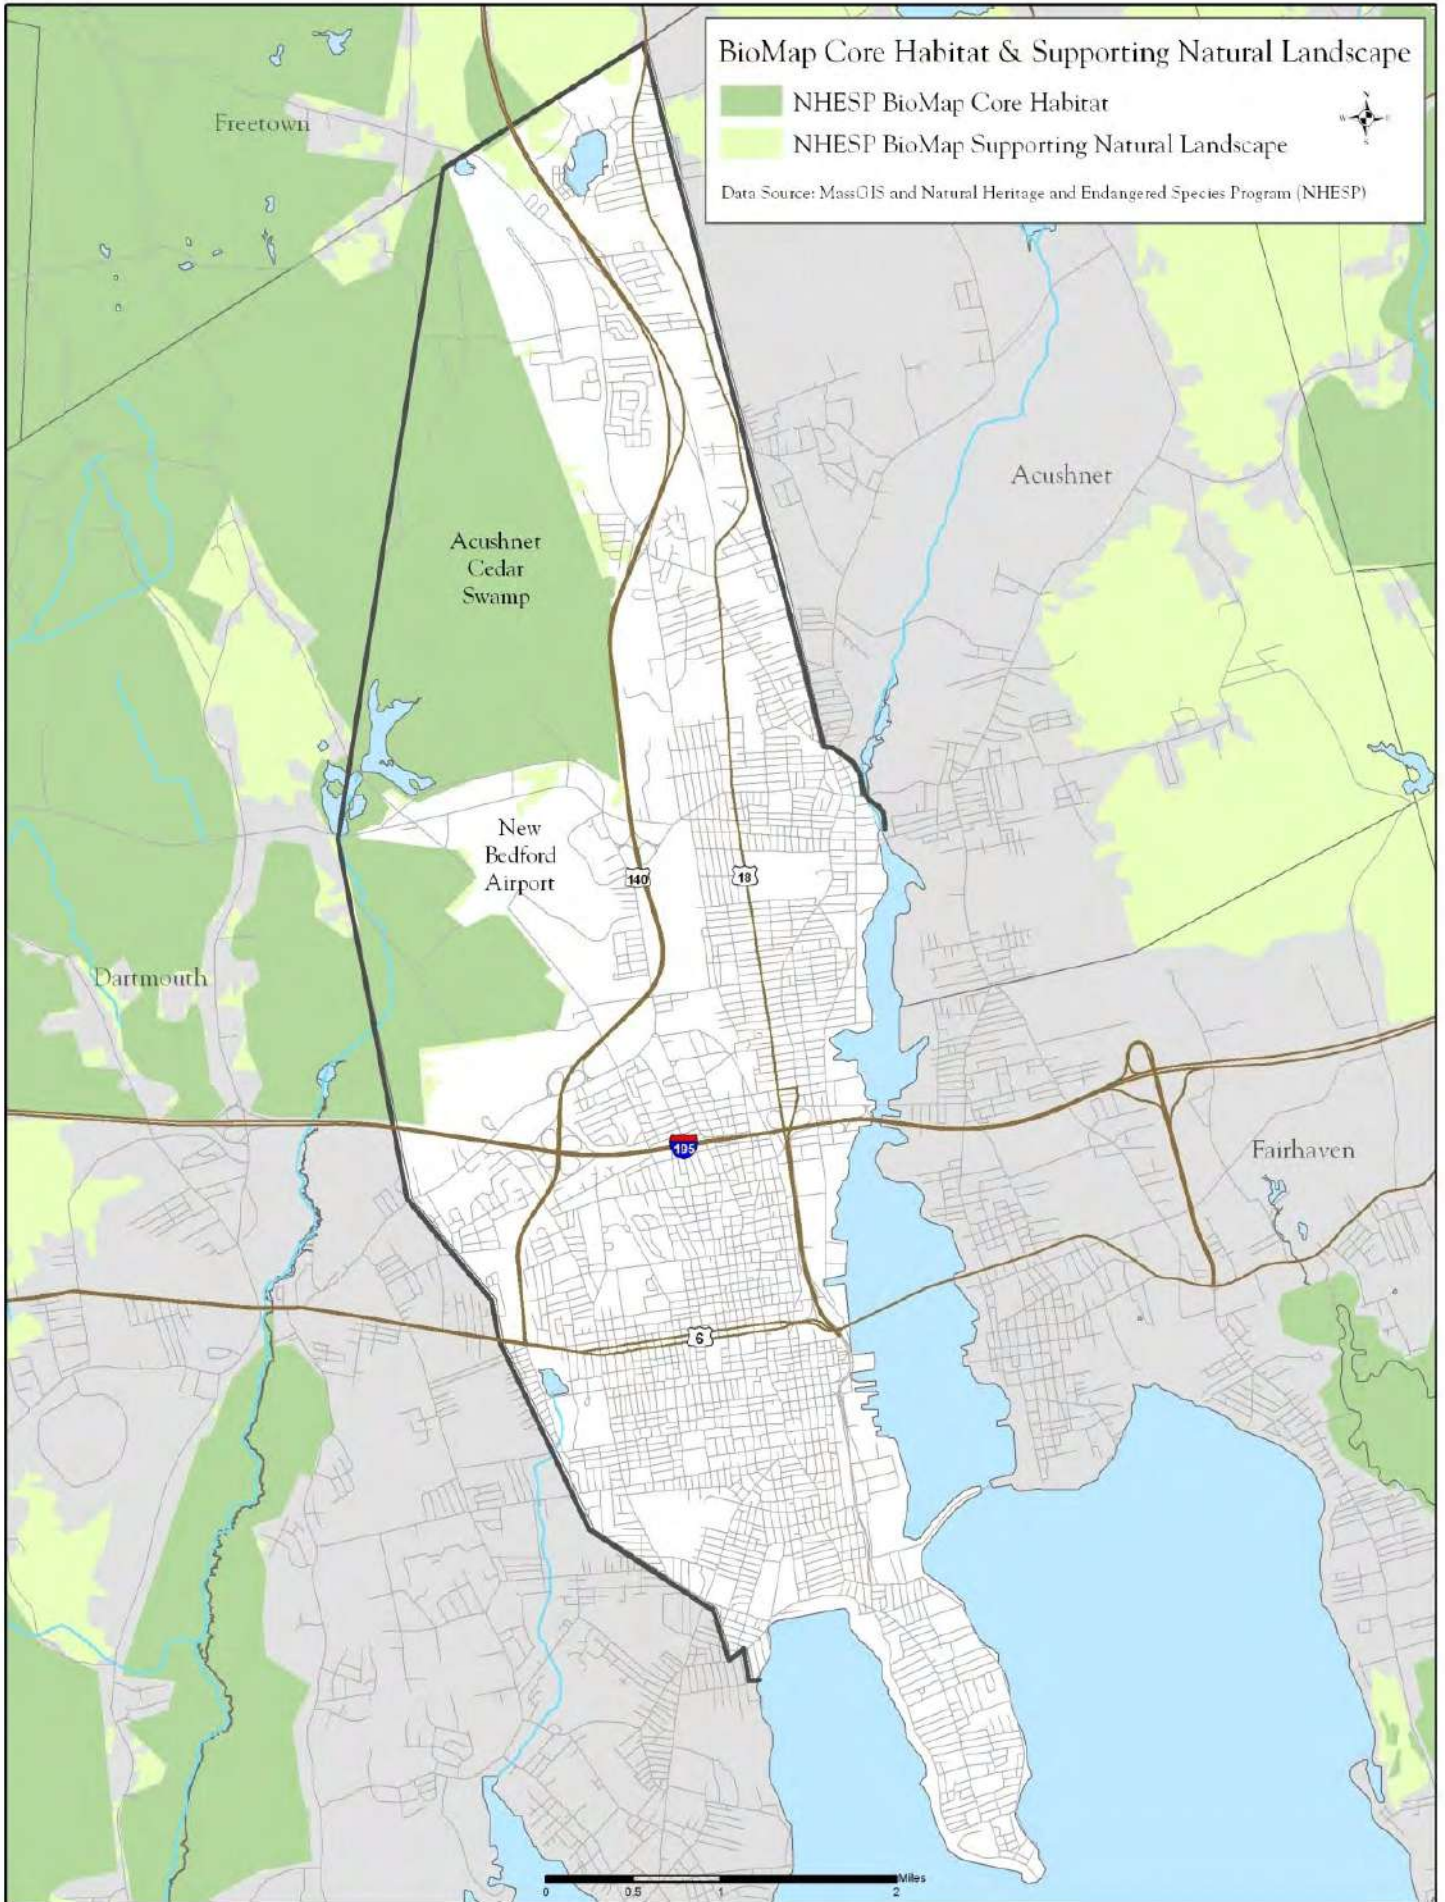 BioMap Core Habitat & Supporting Natural Landscape
NHESP BioMap Core Habitat
NHESP BioMap Supporting Natural Landscape
Data Source: MassGIS and Natural Heritage and Endangered Species Program (NHESP)
N
W
E
S
Freetown
Acushnet
Acushnet
Cedar
Swamp
New
Bedford
Airport
140
18
Dartmouth
195
Fairhaven
6
Miles
0
0.5
1
2